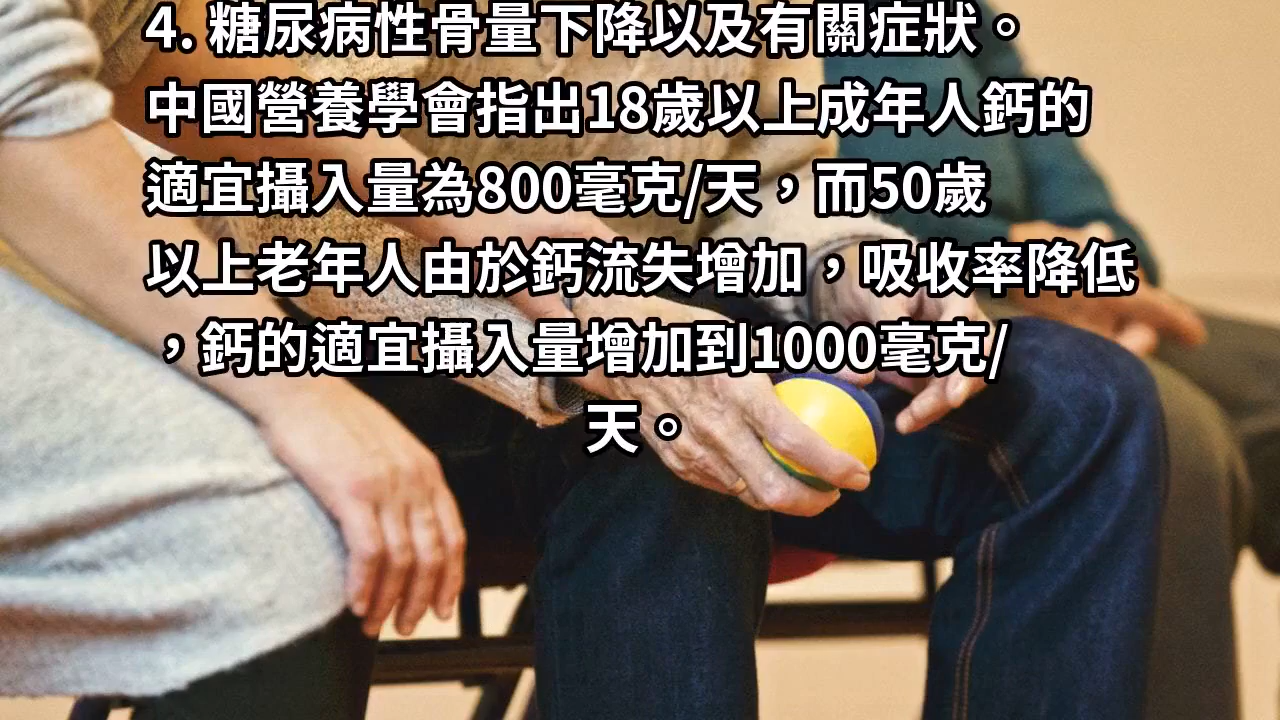 4. 糖尿病性骨量下降以及有關症狀。
中國營養學會指出18歲以上成年人鈣的
適宜攝入量為800毫克/天，而50歲
以上老年人由於鈣流失增加，吸收率降低
，鈣的適宜攝入量增加到1000毫克/
天。